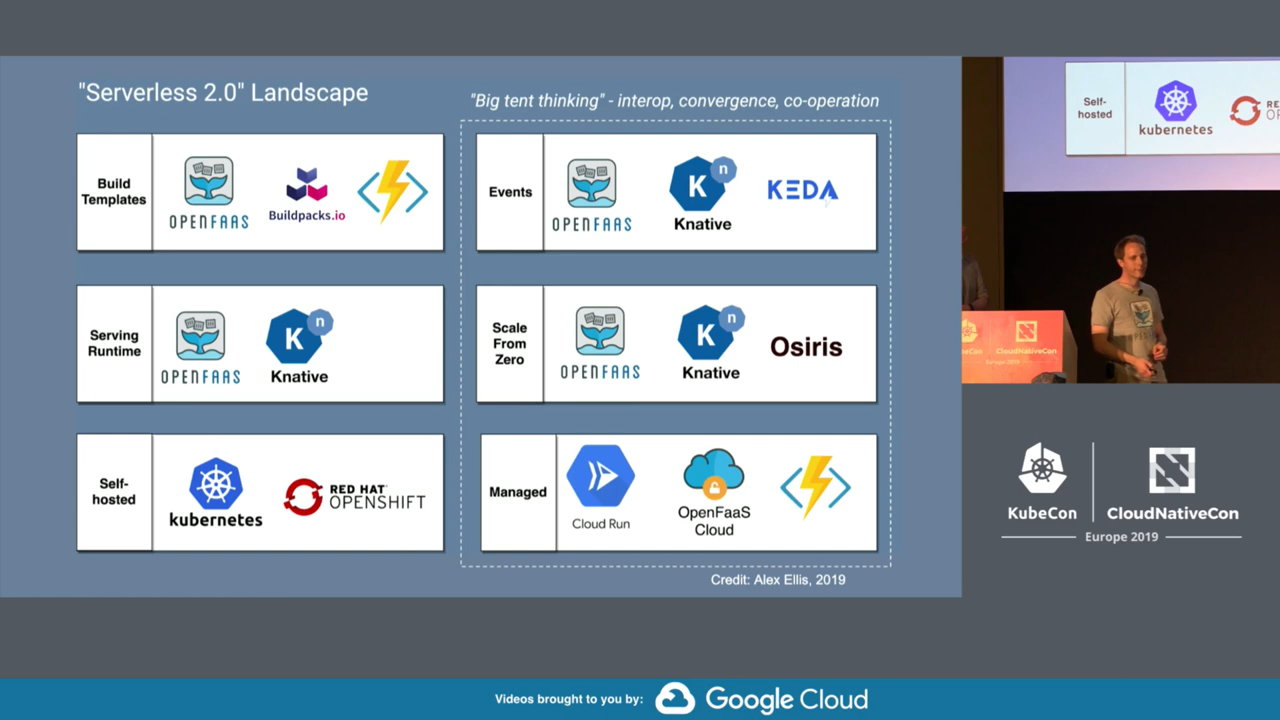 "Serverless 2.0" Landscape
"Big tent thinking" - interop, convergence, co-operation
Build
Templates
OPENFAAS
Buildpacks.io
Events
OPENFAAS
K
n
Knative
KEDA
Serving
Runtime
OPENFAAS
K
n
Knative
Scale
From
Zero
OPENFAAS
K
n
Knative
Osiris
Self-
hosted
kubernetes
RED HAT
OPENSHIFT
Managed
Cloud Run
OpenFaaS
Cloud
Credit: Alex Ellis, 2019
Self-
hosted
kubernetes
CloudNativeCon
Europe 2019
KubeCon
CloudNativeCon
Europe 2019
Videos brought to you by:
Google Cloud